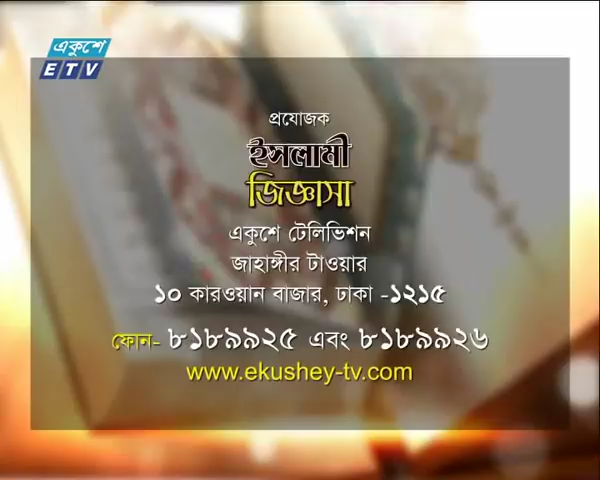 একুশে
ETV
প্রযোজক
ইসলামী
জিজ্ঞাসা
একুশে টেলিভিশন
জাহাঙ্গীর টাওয়ার
১০ কারওয়ান বাজার, ঢাকা -১২১৫
ফোন- ৮১৮৯৯২৫ এবং ৮১৮৯৯২৬
www.ekushey-tv.com